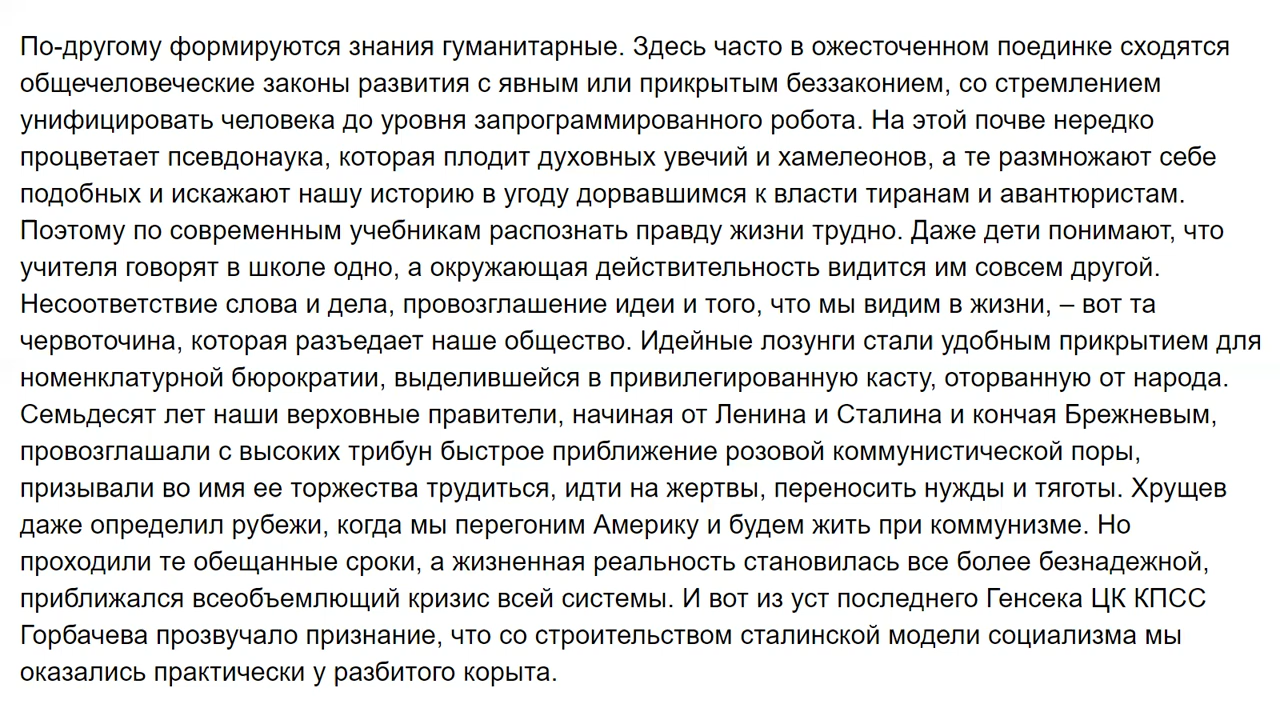 По-другому формируются знания гуманитарные. Здесь часто в ожесточенном поединке сходятся
общечеловеческие законы развития с явным или прикрытым беззаконием, со стремлением
унифицировать человека до уровня запрограммированного робота. На этой почве нередко
процветает псевдонаука, которая плодит духовных увечий и хамелеонов, а те размножают себе
подобных и искажают нашу историю в угоду дорвавшимся к власти тиранам и авантюристам.
Поэтому по современным учебникам распознать правду жизни трудно. Даже дети понимают, что
учителя говорят в школе одно, а окружающая действительность видится им совсем другой.
Несоответствие слова и дела, провозглашение идеи и того, что мы видим в жизни, – вот та
червоточина, которая разъедает наше общество. Идейные лозунги стали удобным прикрытием для
номенклатурной бюрократии, выделившейся в привилегированную касту, оторванную от народа.
Семьдесят лет наши верховные правители, начиная от Ленина и Сталина и кончая Брежневым,
провозглашали с высоких трибун быстрое приближение розовой коммунистической поры,
призывали во имя ее торжества трудиться, идти на жертвы, переносить нужды и тяготы. Хрущев
даже определил рубежи, когда мы перегоним Америку и будем жить при коммунизме. Но
проходили те обещанные сроки, а жизненная реальность становилась все более безнадежной,
приближался всеобъемлющий кризис всей системы. И вот из уст последнего Генсека ЦК КПСС
Горбачева прозвучало признание, что со строительством сталинской модели социализма мы
оказались практически у разбитого корыта.